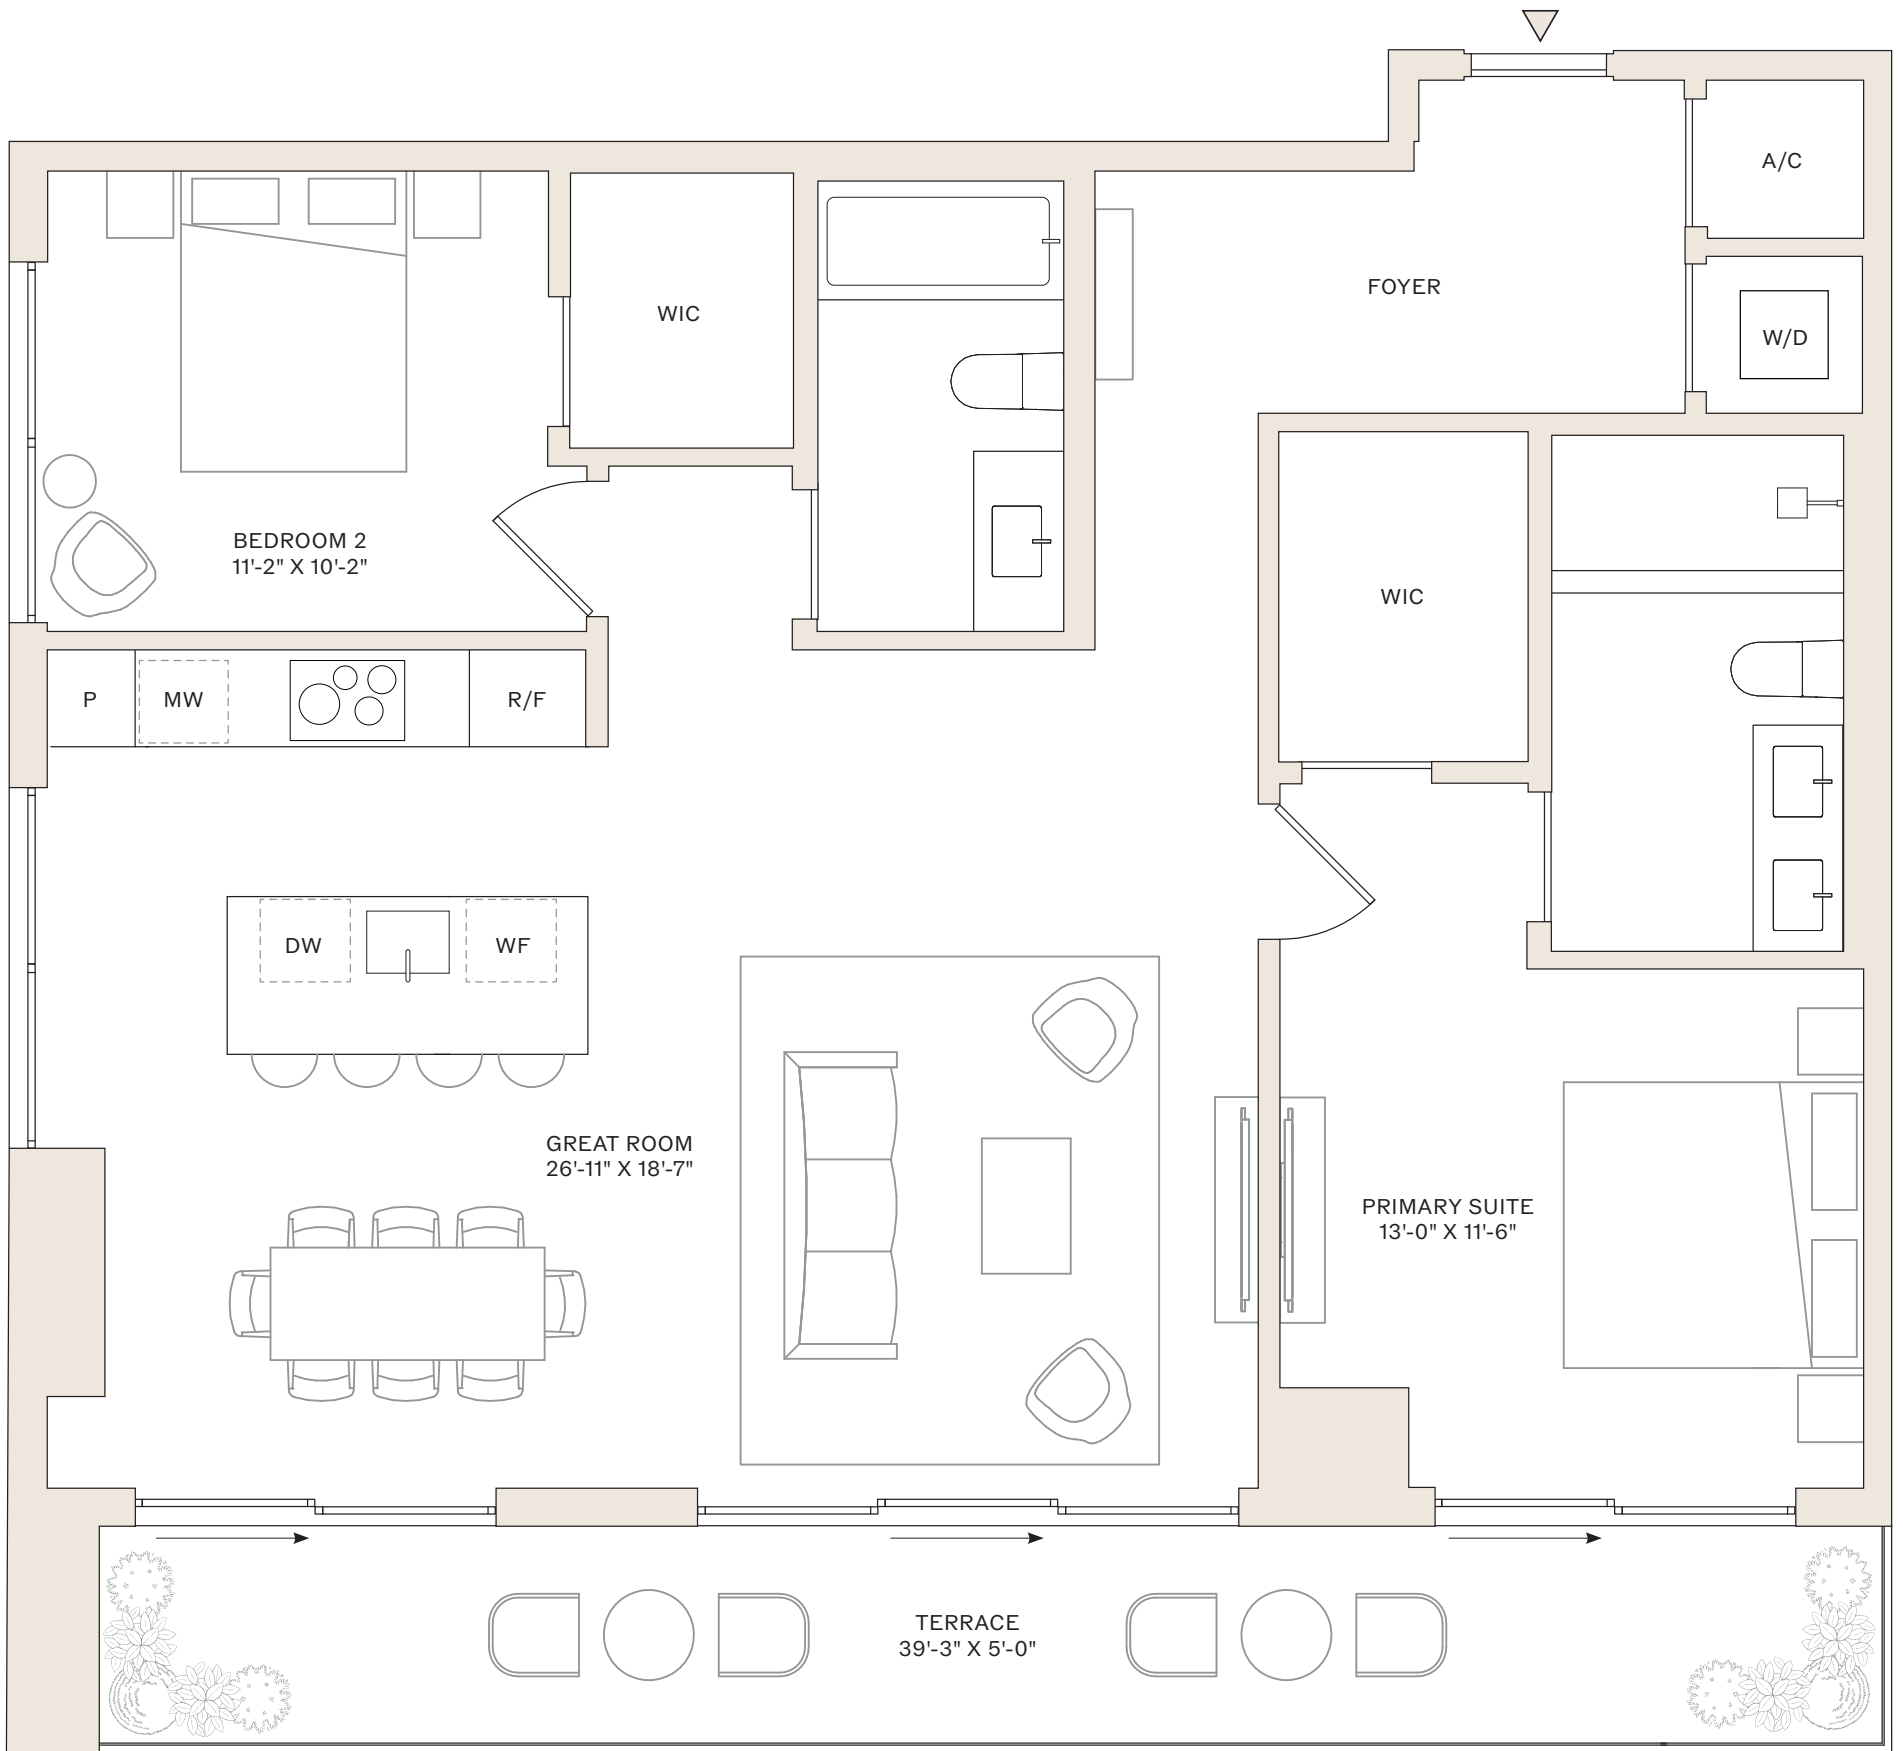 A/C
FOYER
WIC
W/D
BEDROOM 2
11'-2" X 10'-2"
WIC
P
MW
R/F
DW
WF
GREAT ROOM
26'-11" X 18'-7"
PRIMARY SUITE
13'-0" X 11'-6"
TERRACE
39'-3" X 5'-0"